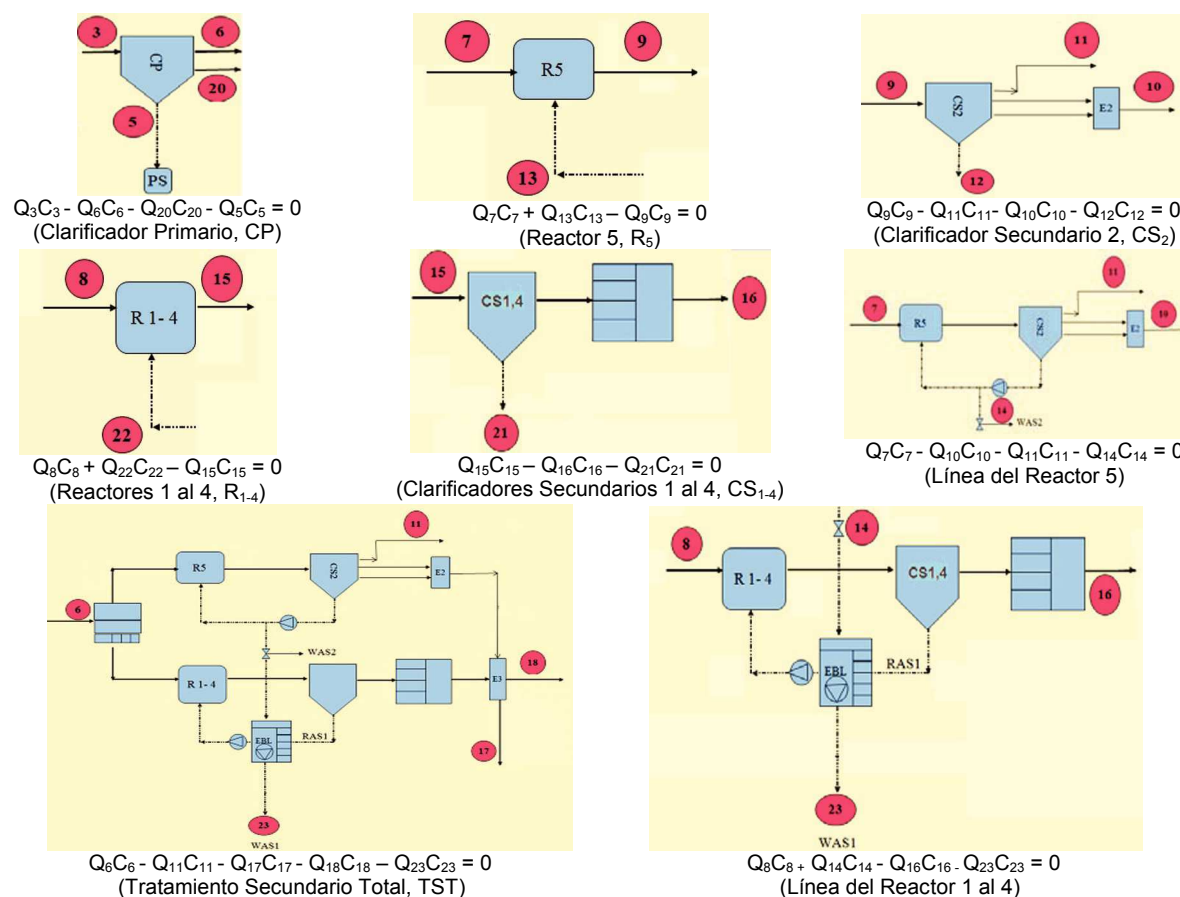 3
6
CP
20
5
PS
Q₃C₃ - Q₆C₆ - Q₂₀C₂₀ - Q₅C₅ = 0
(Clarificador Primario, CP)
7
9
R5
13
Q₇C₇ + Q₁₃C₁₃ – Q₉C₉ = 0
(Reactor 5, R₅)
11
9
10
CS2
E2
12
Q₉C₉ - Q₁₁C₁₁- Q₁₀C₁₀ - Q₁₂C₁₂ = 0
(Clarificador Secundario 2, CS₂)
8
15
R 1- 4
22
Q₈C₈ + Q₂₂C₂₂ – Q₁₅C₁₅ = 0
(Reactores 1 al 4, R₁₋₄)
15
CS1,4
16
21
Q₁₅C₁₅ – Q₁₆C₁₆ – Q₂₁C₂₁ = 0
(Clarificadores Secundarios 1 al 4, CS₁₋₄)
11
7
R5
CS2
E2
10
14
WAS2
Q₇C₇ - Q₁₀C₁₀ - Q₁₁C₁₁ - Q₁₄C₁₄ = 0
(Línea del Reactor 5)
11
R5
CS2
E2
6
WAS2
R 1- 4
E3
18
EBL
RAS1
17
23
WAS1
Q₆C₆ - Q₁₁C₁₁ - Q₁₇C₁₇ - Q₁₈C₁₈ – Q₂₃C₂₃ = 0
(Tratamiento Secundario Total, TST)
14
8
R 1- 4
CS1,4
16
EBL
RAS1
23
WAS1
Q₈C₈ + Q₁₄C₁₄ - Q₁₆C₁₆ - Q₂₃C₂₃ = 0
(Línea del Reactor 1 al 4)